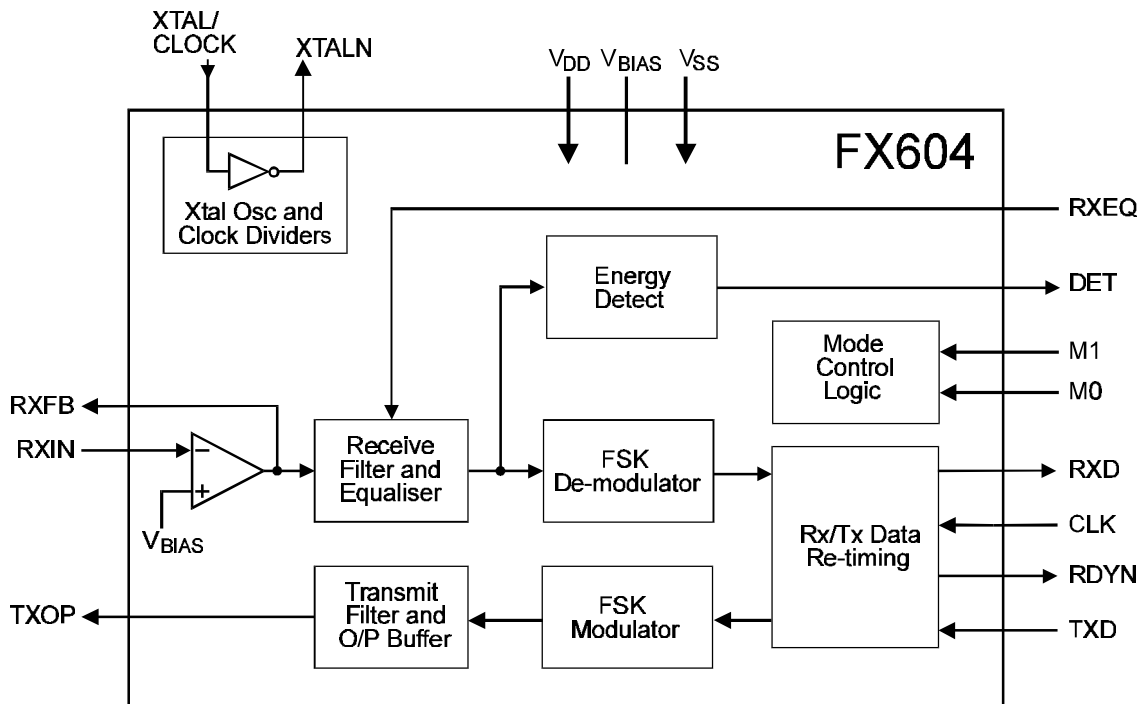 XTAL/
CLOCK
XTALN
VDD
VBIAS
VSS
FX604
Xtal Osc and
Clock Dividers
RXEQ
Energy
Detect
DET
Mode
Control
Logic
M1
M0
RXFB
RXIN
−
+
VBIAS
Receive
Filter and
Equaliser
FSK
De-modulator
Rx/Tx Data
Re-timing
RXD
CLK
RDYN
TXD
TXOP
Transmit
Filter and
O/P Buffer
FSK
Modulator